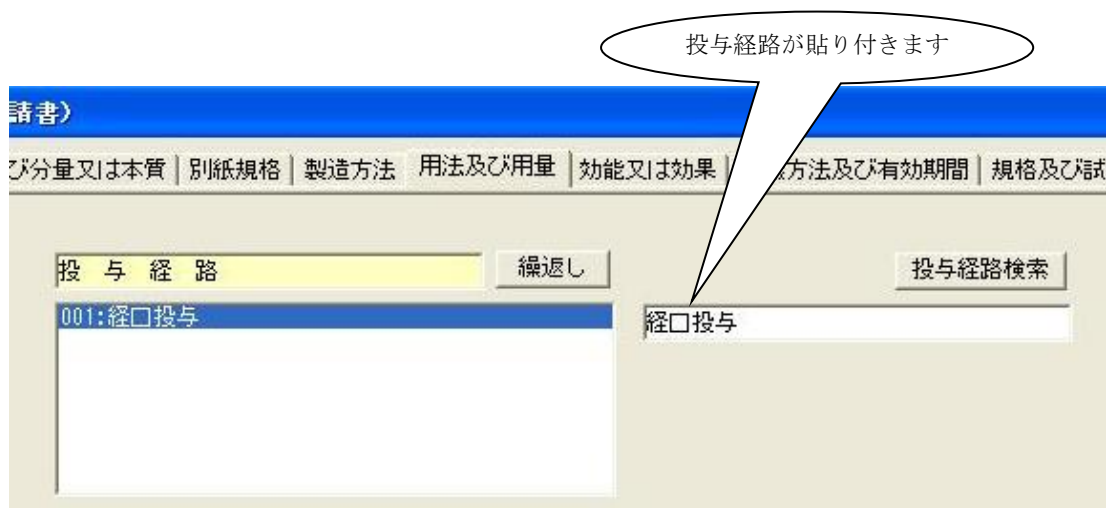 投与経路が貼り付きます
請書）
び分量又は本質
別紙規格
製造方法
用法及び用量
効能又は効果
方法及び有効期間
規格及び試
投 与 経 路
繰返し
投与経路検索
001:経口投与
経口投与